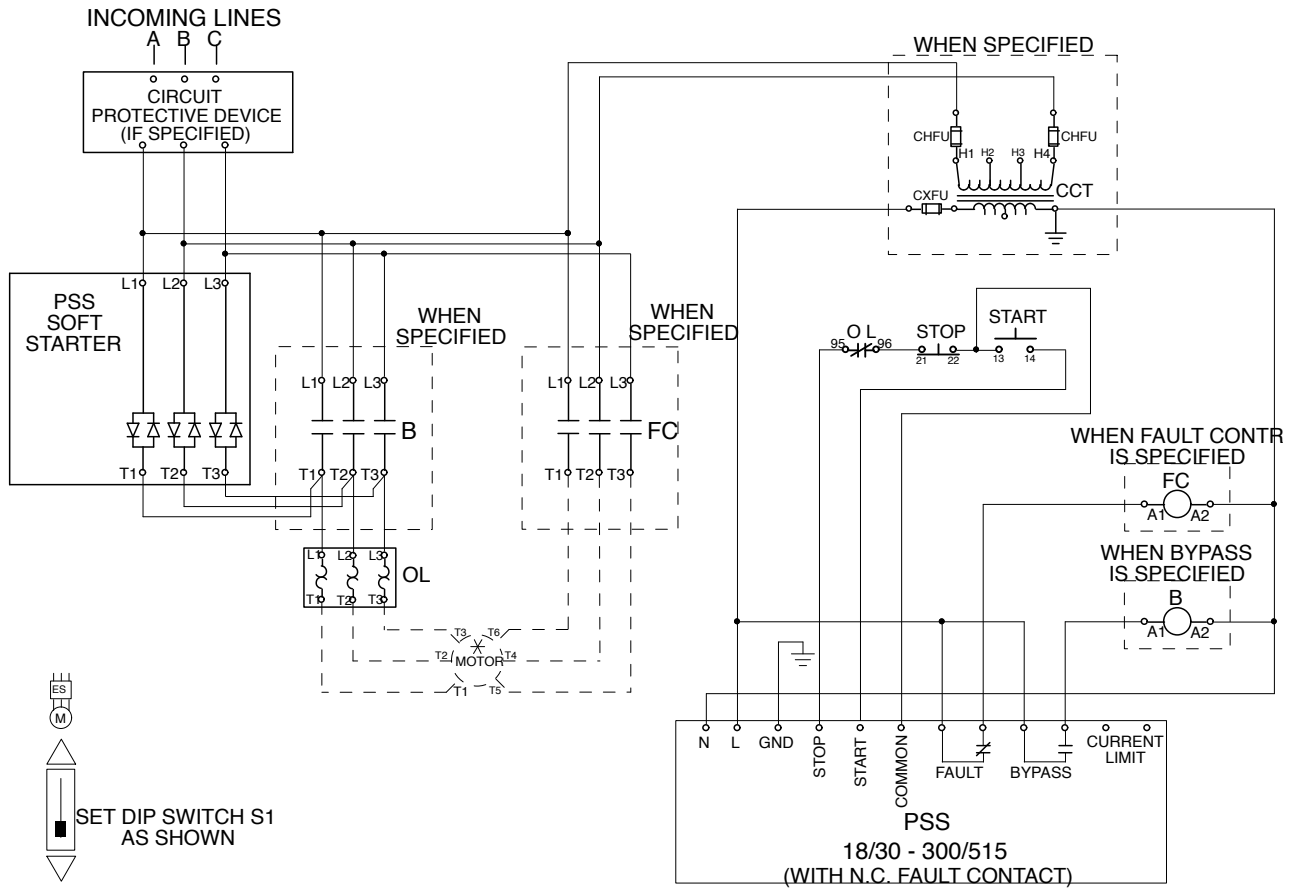 INCOMING LINES
A B C
CIRCUIT
PROTECTIVE DEVICE
(IF SPECIFIED)
WHEN SPECIFIED
CHFU CHFU
H1 H2 H3 H4
CXFU
CCT
L1 L2 L3
PSS
SOFT
STARTER
T1 T2 T3
WHEN
SPECIFIED
L1 L2 L3
B
T1 T2 T3
WHEN
SPECIFIED
L1 L2 L3
FC
T1 T2 T3
L1 L2 L3
OL
T1 T2 T3
T3 T6
T2 MOTOR T4
T1 T5
95 O L 96
STOP
21 22
START
13 14
WHEN FAULT CONTR
IS SPECIFIED
FC
A1 A2
WHEN BYPASS
IS SPECIFIED
B
A1 A2
N L GND STOP START COMMON FAULT BYPASS CURRENT
LIMIT
PSS
18/30 - 300/515
(WITH N.C. FAULT CONTACT)
ES
M
SET DIP SWITCH S1
AS SHOWN